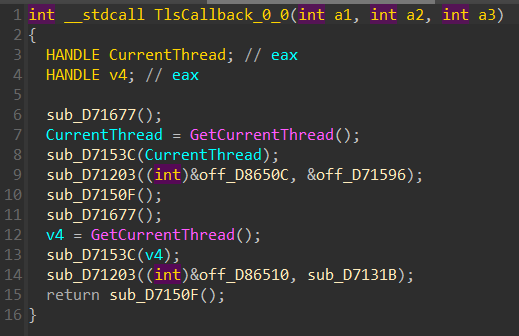 1 int __stdcall TlsCallback_0_0(int a1, int a2, int a3)
2 {
3 HANDLE CurrentThread; // eax
4 HANDLE v4; // eax
5
6 sub_D71677();
7 CurrentThread = GetCurrentThread();
8 sub_D7153C(CurrentThread);
9 sub_D71203((int)&off_D8650C, &off_D71596);
10 sub_D7150F();
11 sub_D71677();
12 v4 = GetCurrentThread();
13 sub_D7153C(v4);
14 sub_D71203((int)&off_D86510, sub_D7131B);
15 return sub_D7150F();
16 }